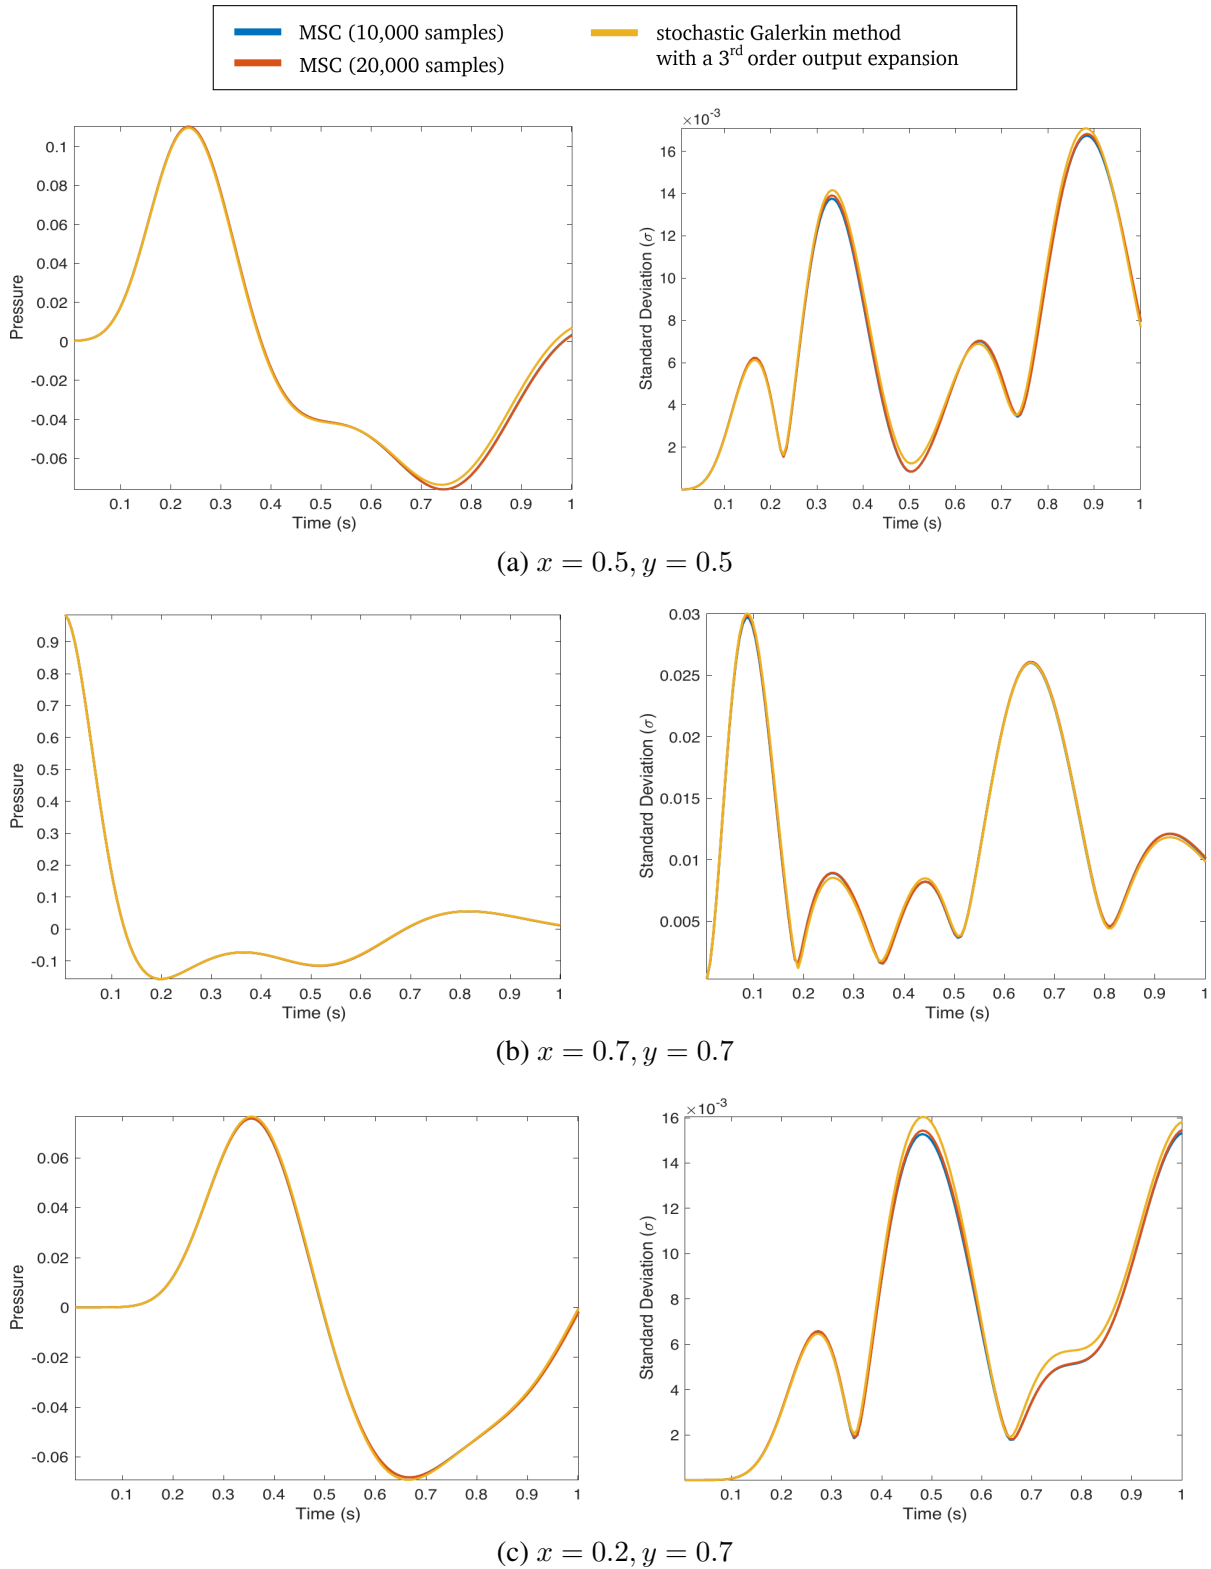 MSC (10,000 samples)
MSC (20,000 samples)
stochastic Galerkin method
with a 3rd order output expansion
Pressure
0.1
0.08
0.06
0.04
0.02
0
-0.02
-0.04
-0.06
0.1 0.2 0.3 0.4 0.5 0.6 0.7 0.8 0.9 1
Time (s)
×10-3
Standard Deviation (σ)
16
14
12
10
8
6
4
2
0.1 0.2 0.3 0.4 0.5 0.6 0.7 0.8 0.9 1
Time (s)
(a) x = 0.5, y = 0.5
Pressure
0.9
0.8
0.7
0.6
0.5
0.4
0.3
0.2
0.1
0
-0.1
0.1 0.2 0.3 0.4 0.5 0.6 0.7 0.8 0.9 1
Time (s)
Standard Deviation (σ)
0.03
0.025
0.02
0.015
0.01
0.005
0.1 0.2 0.3 0.4 0.5 0.6 0.7 0.8 0.9 1
Time (s)
(b) x = 0.7, y = 0.7
Pressure
0.06
0.04
0.02
0
-0.02
-0.04
-0.06
0.1 0.2 0.3 0.4 0.5 0.6 0.7 0.8 0.9 1
Time (s)
×10-3
Standard Deviation (σ)
16
14
12
10
8
6
4
2
0.1 0.2 0.3 0.4 0.5 0.6 0.7 0.8 0.9 1
Time (s)
(c) x = 0.2, y = 0.7